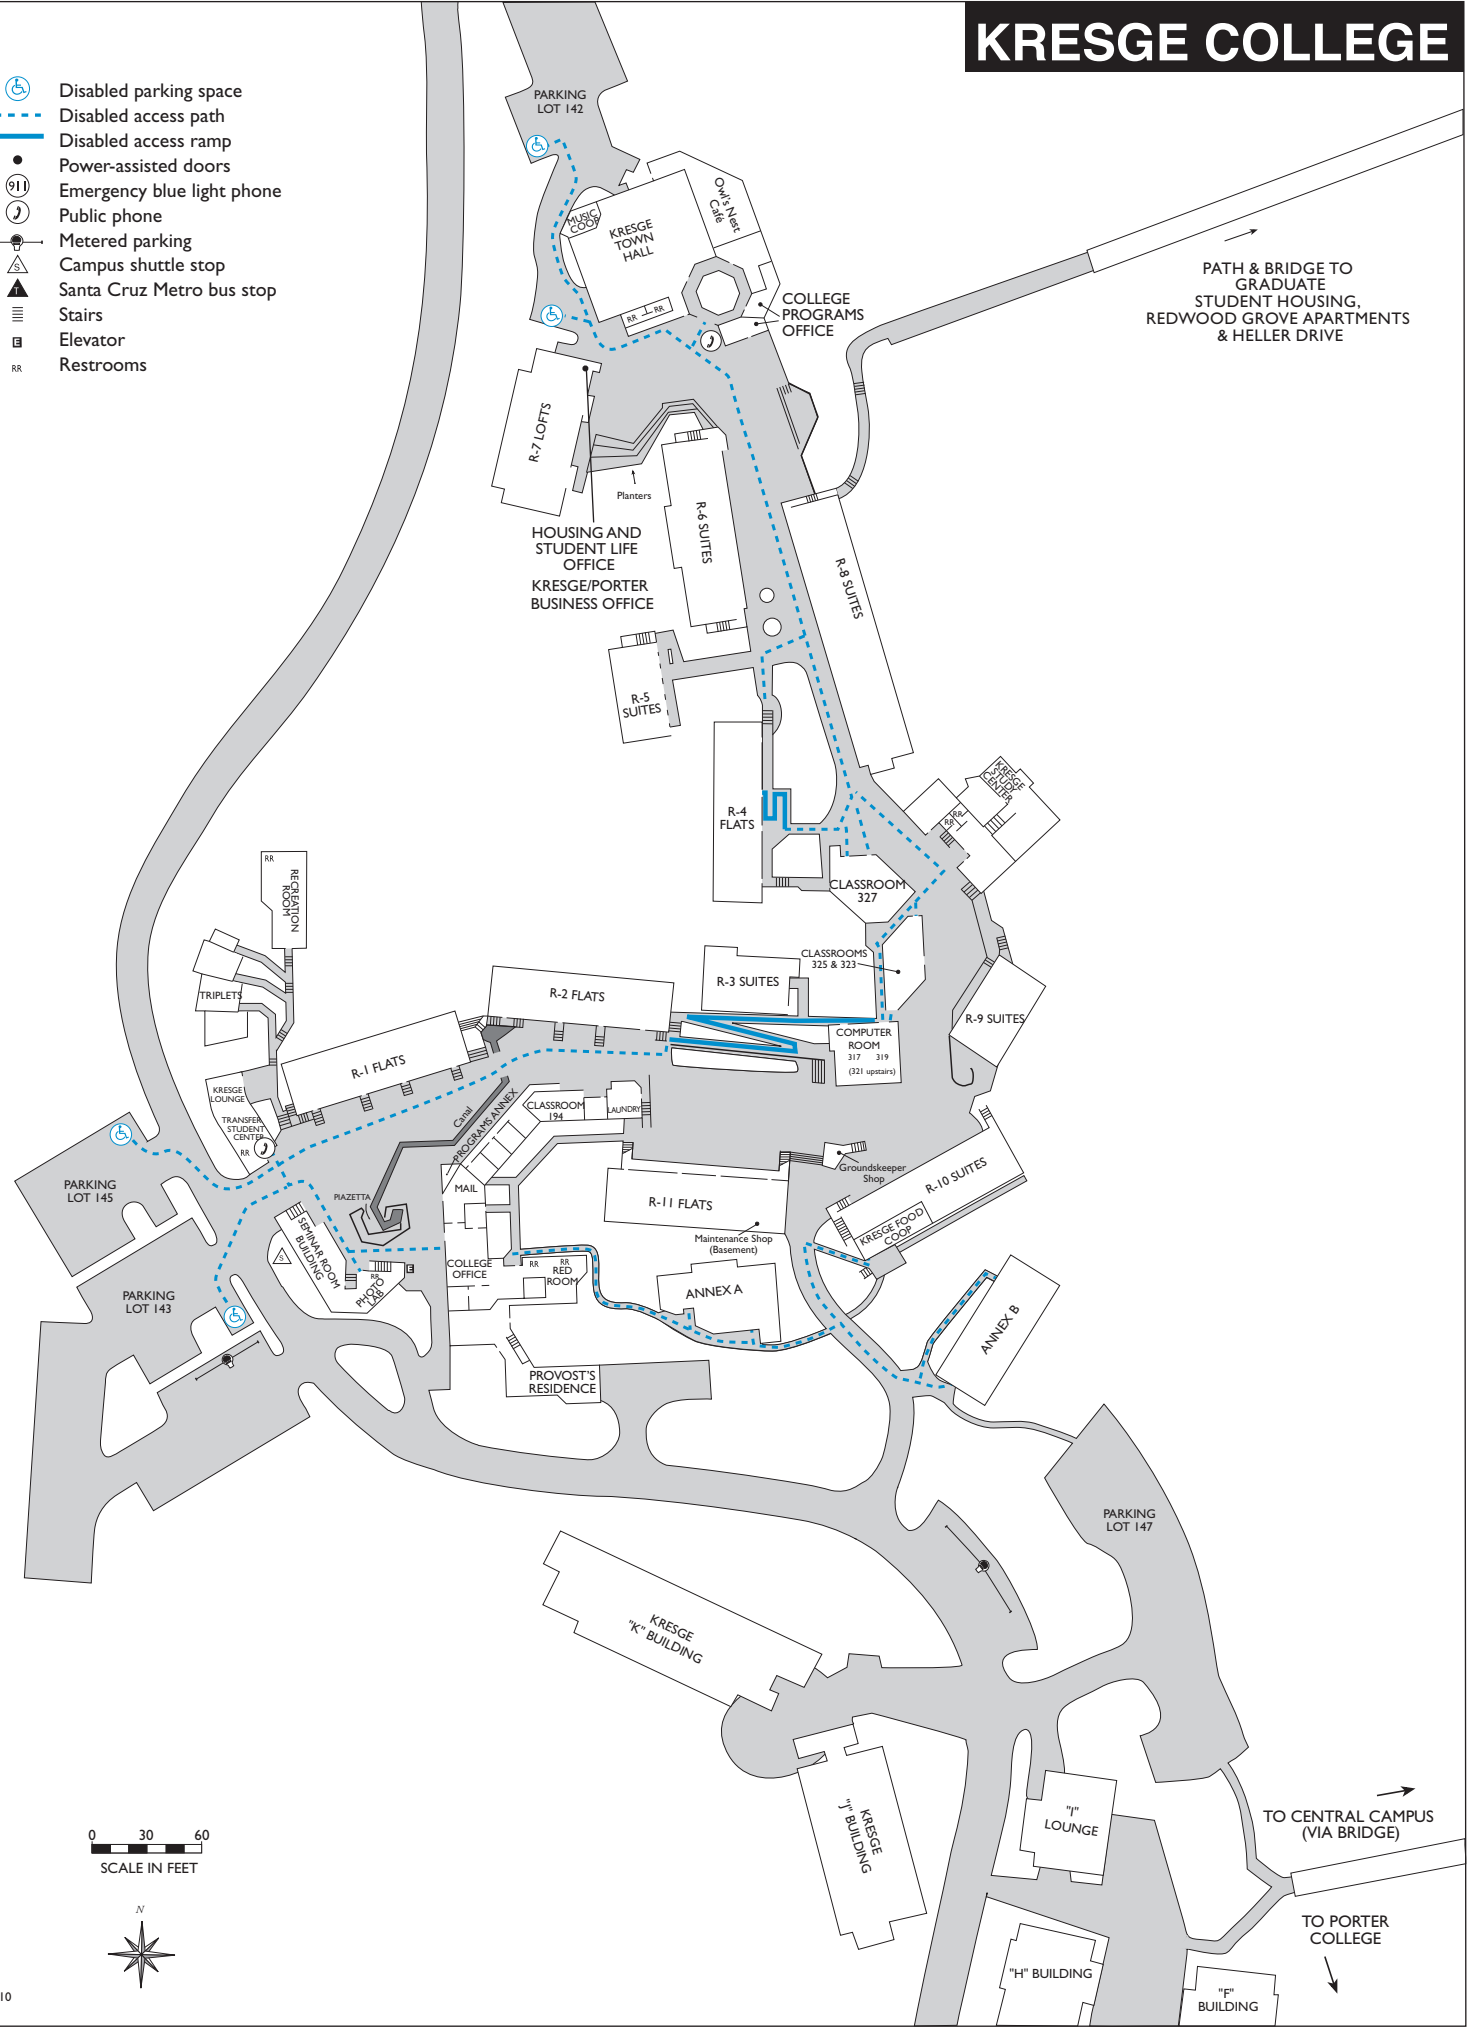 KRESGE COLLEGE
Disabled parking space
Disabled access path
Disabled access ramp
Power-assisted doors
911
Emergency blue light phone
Public phone
Metered parking
S
Campus shuttle stop
T
Santa Cruz Metro bus stop
Stairs
E
Elevator
RR
Restrooms
PARKING
LOT 142
Owl's Nest
Café
MUSIC
COOP
KRESGE
TOWN
HALL
RR
RR
COLLEGE
PROGRAMS
OFFICE
PATH & BRIDGE TO
GRADUATE
STUDENT HOUSING,
REDWOOD GROVE APARTMENTS
& HELLER DRIVE
R-7 LOFTS
Planters
R-6 SUITES
HOUSING AND
STUDENT LIFE
OFFICE
KRESGE/PORTER
BUSINESS OFFICE
R-8 SUITES
R-5
SUITES
KRESGE
STUDY
CENTER
RR
RR
R-4
FLATS
CLASSROOM
327
RR
RECREATION
ROOM
CLASSROOMS
325 & 323
R-3 SUITES
R-2 FLATS
TRIPLETS
R-9 SUITES
COMPUTER
ROOM
317 319
(321 upstairs)
R-1 FLATS
KRESGE
LOUNGE
TRANSFER
STUDENT
CENTER
RR
Canal
PROGRAMS ANNEX
CLASSROOM
194
LAUNDRY
Groundskeeper
Shop
R-10 SUITES
KRESGE FOOD
COOP
PARKING
LOT 145
PIAZETTA
MAIL
R-11 FLATS
Maintenance Shop
(Basement)
SEMINAR ROOM
BUILDING
S
E
RR
PHOTO
LAB
COLLEGE
OFFICE
RR
RR
RED
ROOM
ANNEX A
ANNEX B
PARKING
LOT 143
PROVOST'S
RESIDENCE
PARKING
LOT 147
KRESGE
"K" BUILDING
KRESGE
"J" BUILDING
"I"
LOUNGE
TO CENTRAL CAMPUS
(VIA BRIDGE)
0 30 60
SCALE IN FEET
N
TO PORTER
COLLEGE
"H" BUILDING
"F"
BUILDING
10